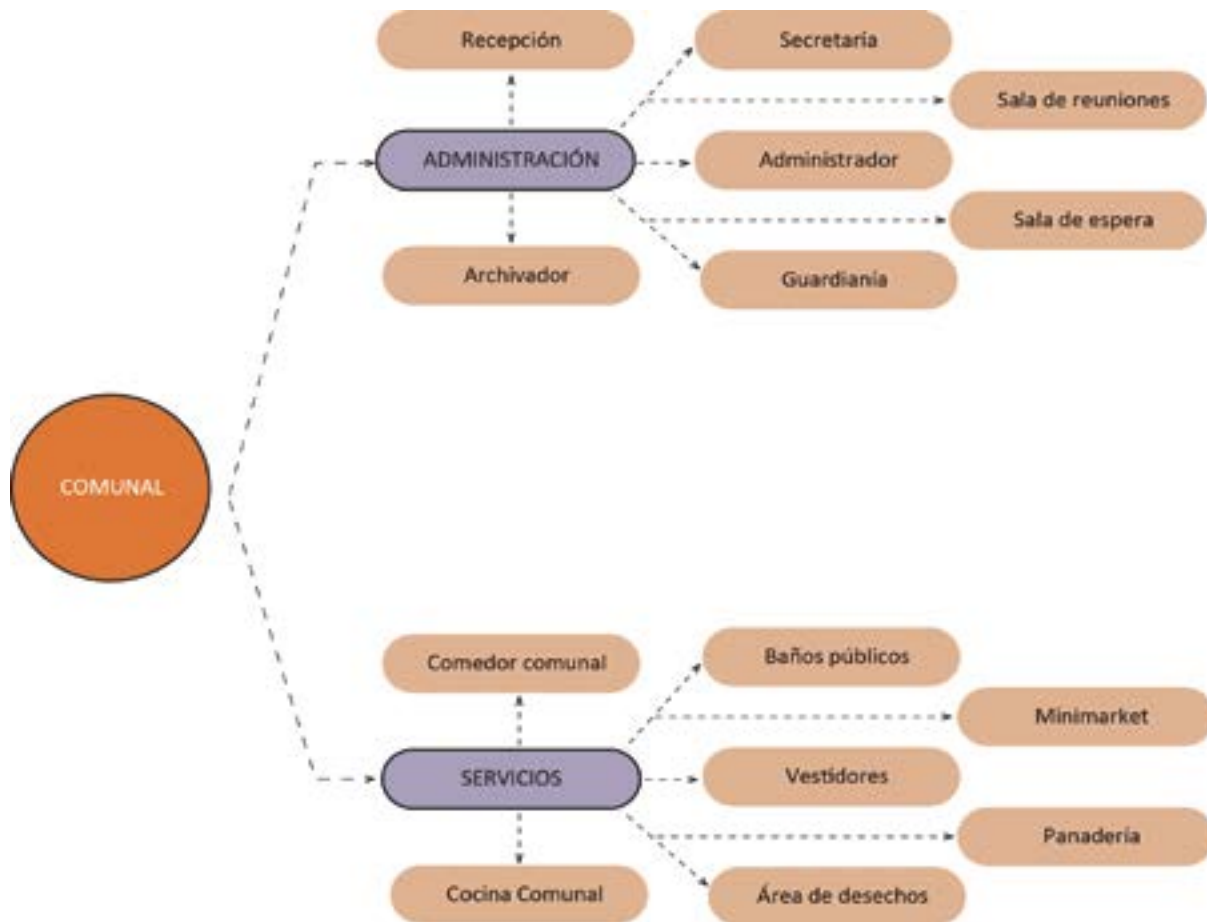 Recepción
Secretaría
Sala de reuniones
ADMINISTRACIÓN
Administrador
Sala de espera
Archivador
Guardianía
COMUNAL
Comedor comunal
Baños públicos
Minimarket
SERVICIOS
Vestidores
Panadería
Cocina Comunal
Área de desechos